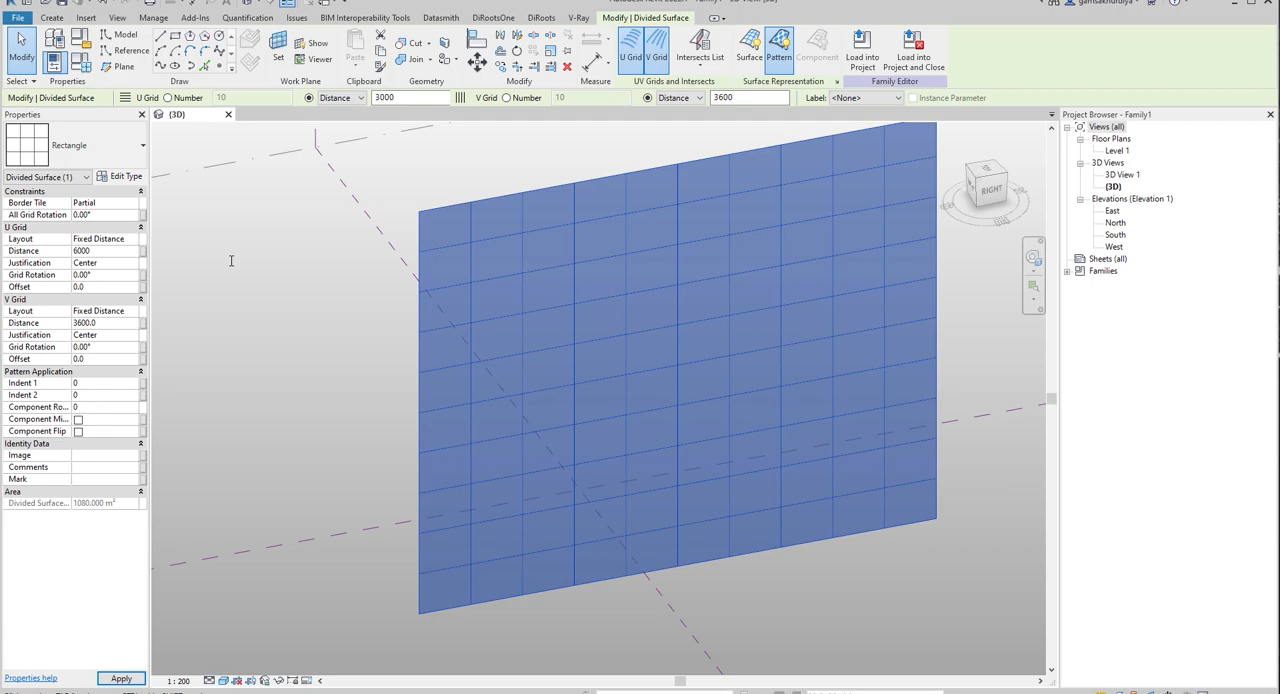 gamsakhurdiya
File Create Insert View Manage Add-Ins Quantification Issues BIM Interoperability Tools Datasmith DiRootsOne DiRoots V-Ray Modify | Divided Surface
Modify
Model
Reference
Plane
Set
Show
Viewer
Paste
Cut
Join
U Grid V Grid Intersects List
Surface Pattern Component
Load into Project
Load into Project and Close
Select Properties Draw Work Plane Clipboard Geometry Modify Measure UV Grids and Intersects Surface Representation Family Editor
Modify | Divided Surface U Grid Number 10 Distance 3000 V Grid Number 10 Distance 3600 Label: <None> Instance Parameter
Properties
(3D)
Project Browser - Family1
Rectangle
Divided Surface (1) Edit Type
Constraints
Border Tile Partial
All Grid Rotation 0.00°
U Grid
Layout Fixed Distance
Distance 6000
Justification Center
Grid Rotation 0.00°
Offset 0.0
V Grid
Layout Fixed Distance
Distance 3600.0
Justification Center
Grid Rotation 0.00°
Offset 0.0
Pattern Application
Indent 1 0
Indent 2 0
Component Ro... 0
Component Mi...
Component Flip
Identity Data
Image
Comments
Mark
Area
Divided Surface... 1080.000 m²
Properties help Apply
RIGHT
Views (all)
Floor Plans
Level 1
3D Views
3D View 1
(3D)
Elevations (Elevation 1)
East
North
South
West
Sheets (all)
Families
1 : 200